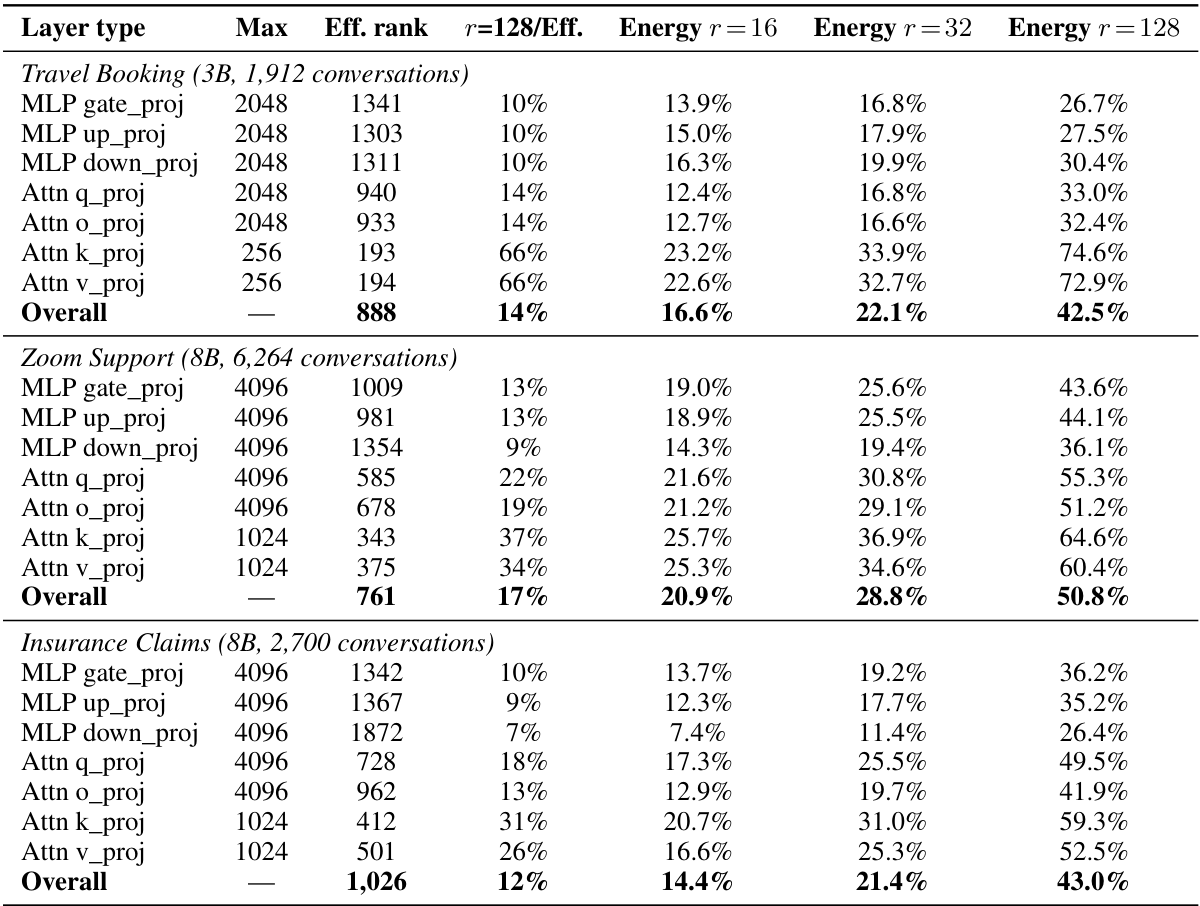 Layer type Max Eff. rank r=128/Eff. Energy r = 16 Energy r = 32 Energy r = 128
Travel Booking (3B, 1,912 conversations)
MLP gate_proj 2048 1341 10% 13.9% 16.8% 26.7%
MLP up_proj 2048 1303 10% 15.0% 17.9% 27.5%
MLP down_proj 2048 1311 10% 16.3% 19.9% 30.4%
Attn q_proj 2048 940 14% 12.4% 16.8% 33.0%
Attn o_proj 2048 933 14% 12.7% 16.6% 32.4%
Attn k_proj 256 193 66% 23.2% 33.9% 74.6%
Attn v_proj 256 194 66% 22.6% 32.7% 72.9%
Overall — 888 14% 16.6% 22.1% 42.5%
Zoom Support (8B, 6,264 conversations)
MLP gate_proj 4096 1009 13% 19.0% 25.6% 43.6%
MLP up_proj 4096 981 13% 18.9% 25.5% 44.1%
MLP down_proj 4096 1354 9% 14.3% 19.4% 36.1%
Attn q_proj 4096 585 22% 21.6% 30.8% 55.3%
Attn o_proj 4096 678 19% 21.2% 29.1% 51.2%
Attn k_proj 1024 343 37% 25.7% 36.9% 64.6%
Attn v_proj 1024 375 34% 25.3% 34.6% 60.4%
Overall — 761 17% 20.9% 28.8% 50.8%
Insurance Claims (8B, 2,700 conversations)
MLP gate_proj 4096 1342 10% 13.7% 19.2% 36.2%
MLP up_proj 4096 1367 9% 12.3% 17.7% 35.2%
MLP down_proj 4096 1872 7% 7.4% 11.4% 26.4%
Attn q_proj 4096 728 18% 17.3% 25.5% 49.5%
Attn o_proj 4096 962 13% 12.9% 19.7% 41.9%
Attn k_proj 1024 412 31% 20.7% 31.0% 59.3%
Attn v_proj 1024 501 26% 16.6% 25.3% 52.5%
Overall — 1,026 12% 14.4% 21.4% 43.0%